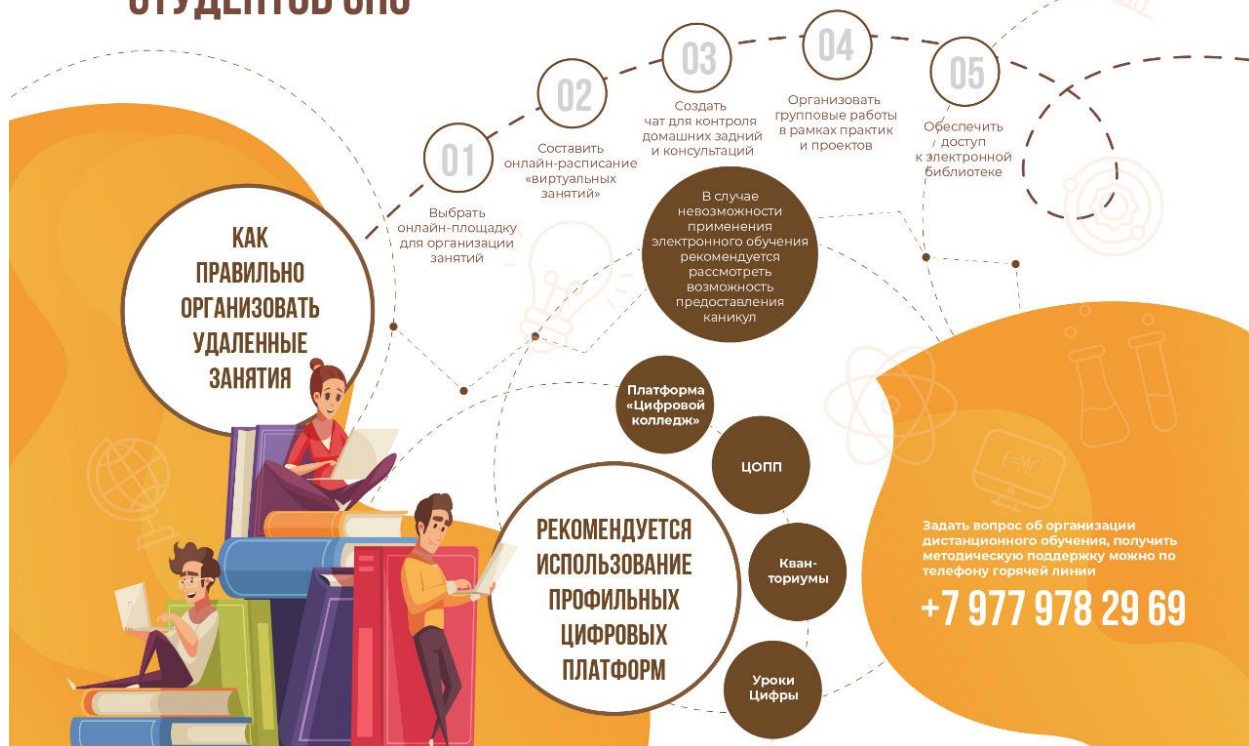 СТУДЕНТОВ СПО
01
Выбрать
онлайн-площадку
для организации
занятий
02
Составить
онлайн-расписание
«виртуальных
занятий»
03
Создать
чат для контроля
домашних задний
и консультаций
04
Организовать
групповые работы
в рамках практик
и проектов
05
Обеспечить
доступ
к электронной
библиотеке
КАК
ПРАВИЛЬНО
ОРГАНИЗОВАТЬ
УДАЛЕННЫЕ
ЗАНЯТИЯ
В случае
невозможности
применения
электронного обучения
рекомендуется
рассмотреть
возможность
предоставления
каникул
РЕКОМЕНДУЕТСЯ
ИСПОЛЬЗОВАНИЕ
ПРОФИЛЬНЫХ
ЦИФРОВЫХ
ПЛАТФОРМ
Платформа
«Цифровой
колледж»
ЦОПП
Кван-
ториумы
Уроки
Цифры
E=MC²
Задать вопрос об организации
дистанционного обучения, получить
методическую поддержку можно по
телефону горячей линии
+7 977 978 29 69